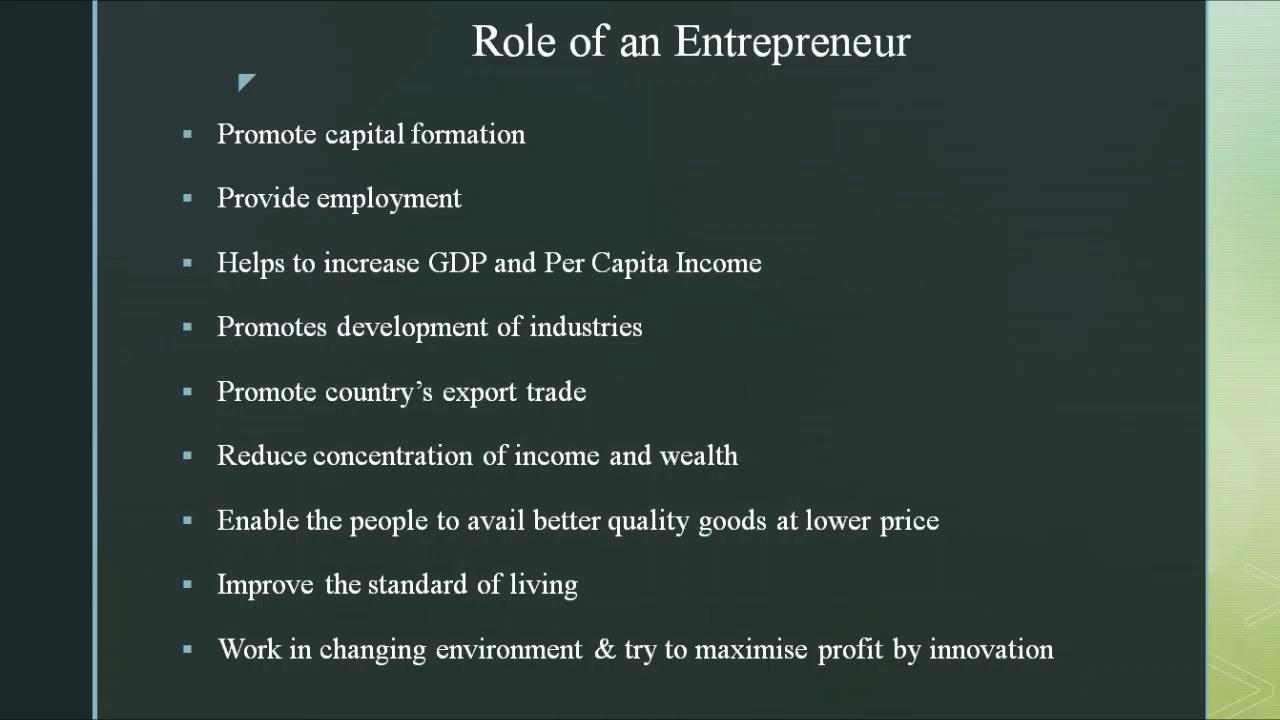 Role of an Entrepreneur
Promote capital formation
Provide employment
Helps to increase GDP and Per Capita Income
Promotes development of industries
Promote country’s export trade
Reduce concentration of income and wealth
Enable the people to avail better quality goods at lower price
Improve the standard of living
Work in changing environment & try to maximise profit by innovation